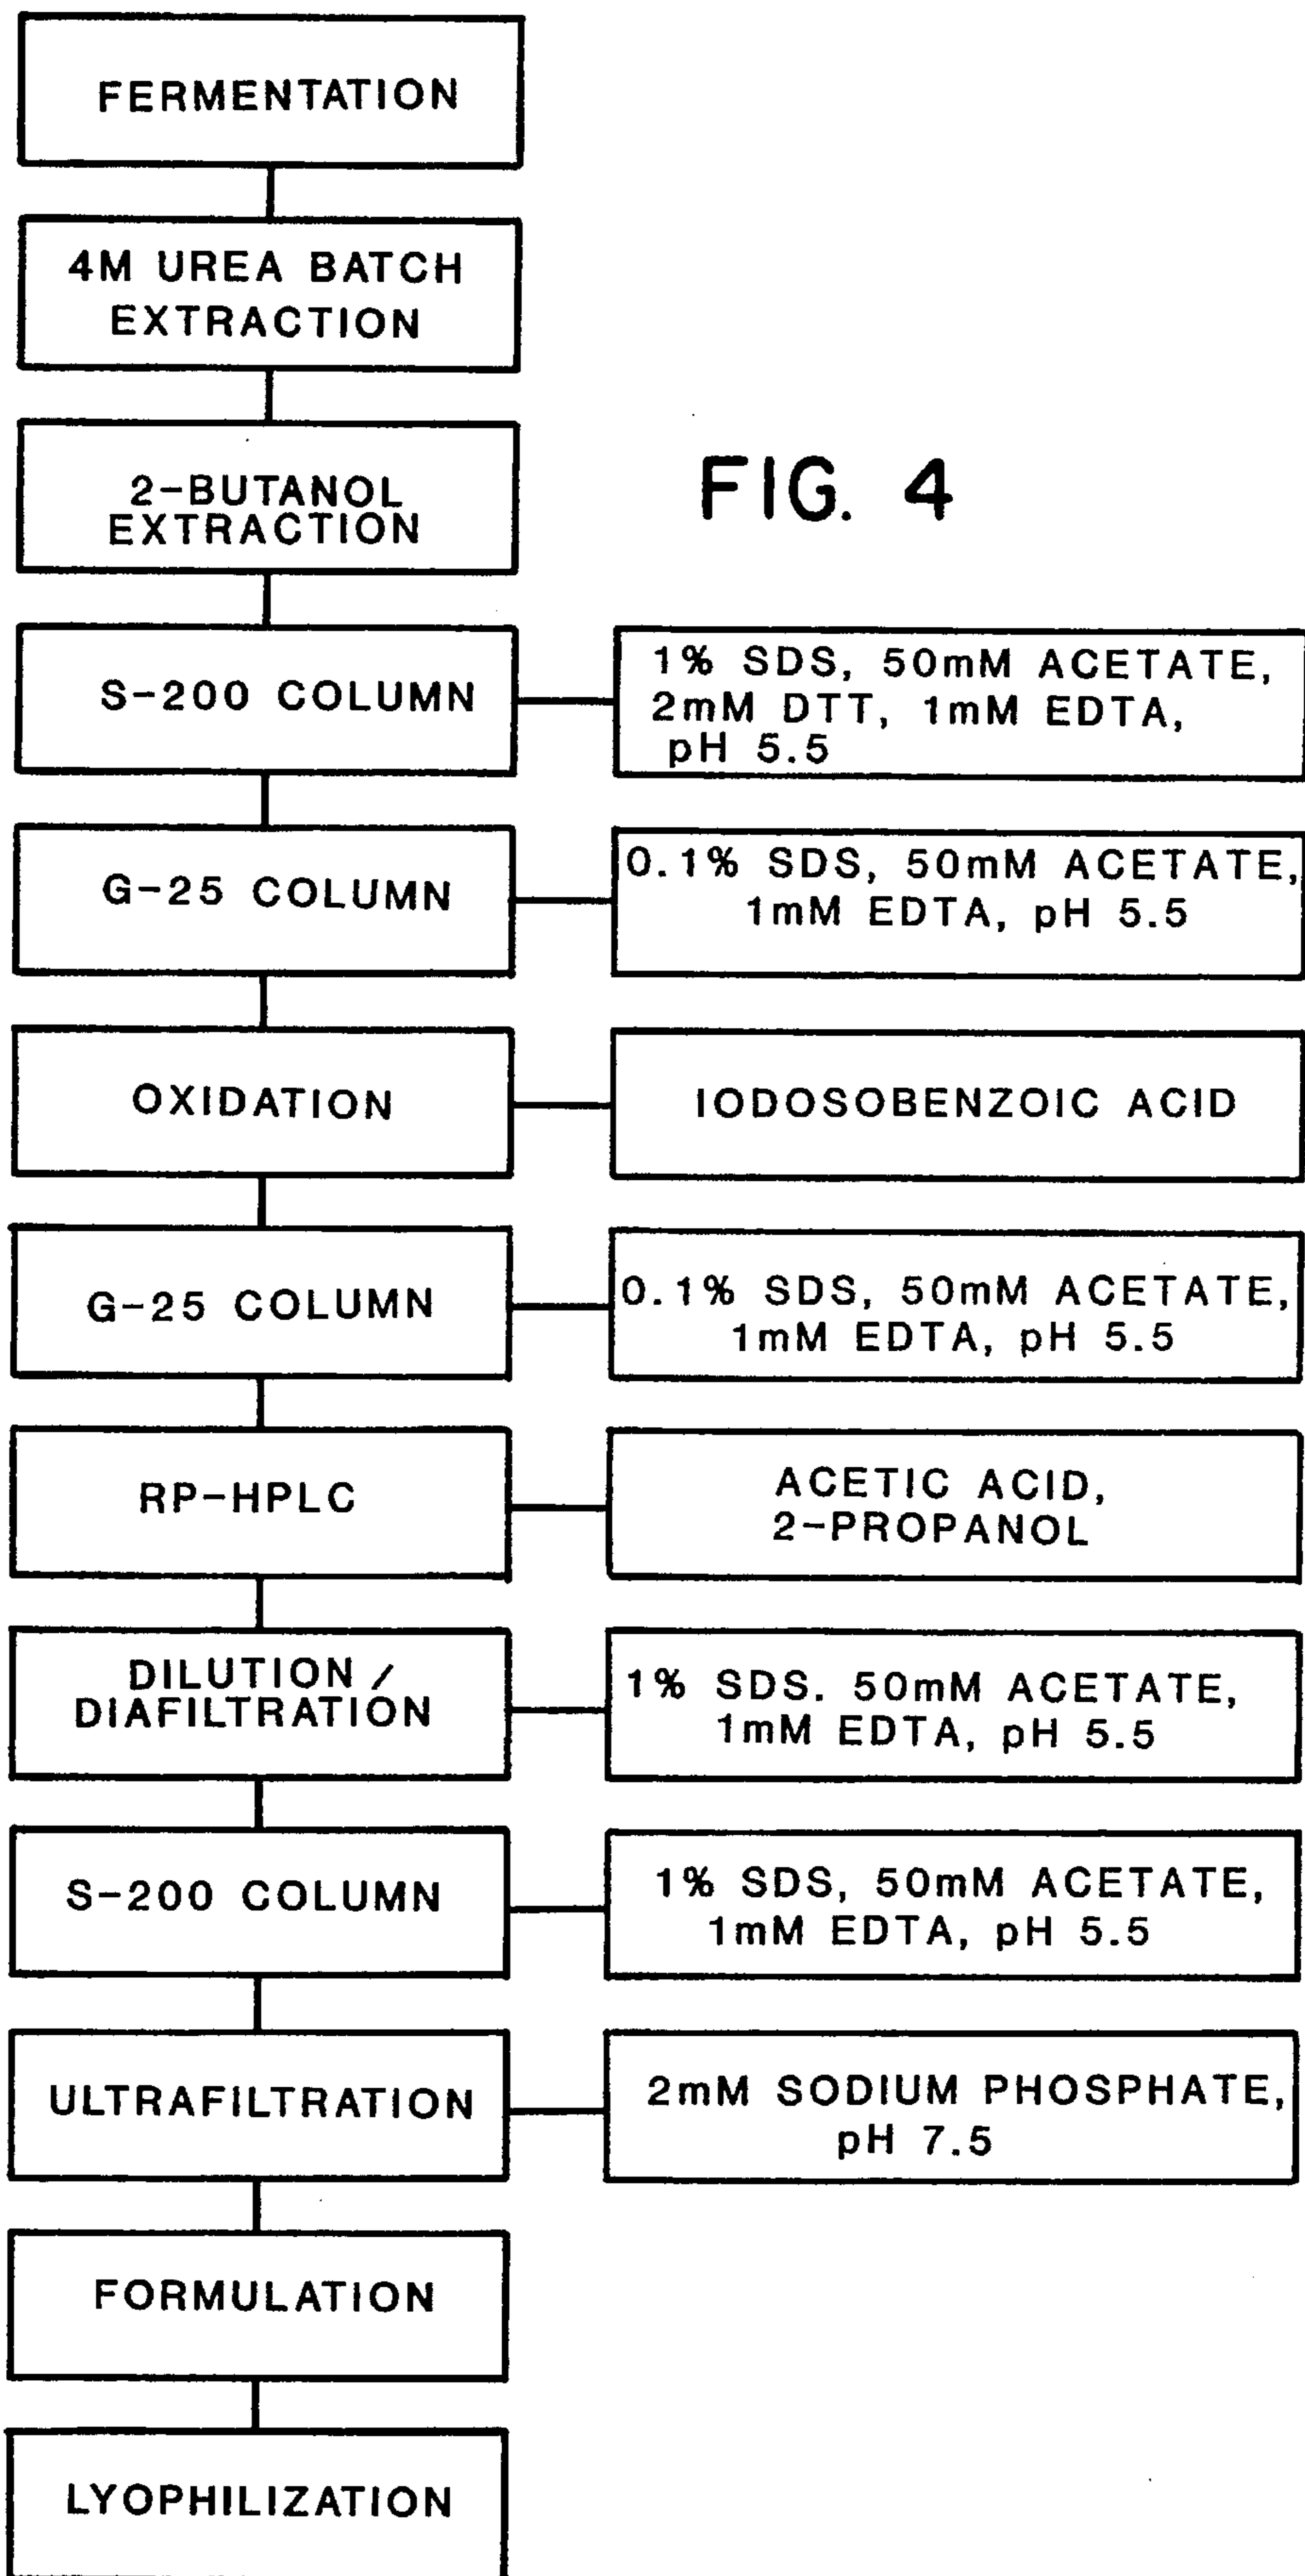 FERMENTATION
4M UREA BATCH
EXTRACTION
2-BUTANOL
EXTRACTION
FIG. 4
S-200 COLUMN
1% SDS, 50mM ACETATE,
2mM DTT, 1mM EDTA,
pH 5.5
G-25 COLUMN
0.1% SDS, 50mM ACETATE,
1mM EDTA, pH 5.5
OXIDATION
IODOSOBENZOIC ACID
G-25 COLUMN
0.1% SDS, 50mM ACETATE,
1mM EDTA, pH 5.5
RP-HPLC
ACETIC ACID,
2-PROPANOL
DILUTION /
DIAFILTRATION
1% SDS. 50mM ACETATE,
1mM EDTA, pH 5.5
S-200 COLUMN
1% SDS, 50mM ACETATE,
1mM EDTA, pH 5.5
ULTRAFILTRATION
2mM SODIUM PHOSPHATE,
pH 7.5
FORMULATION
LYOPHILIZATION